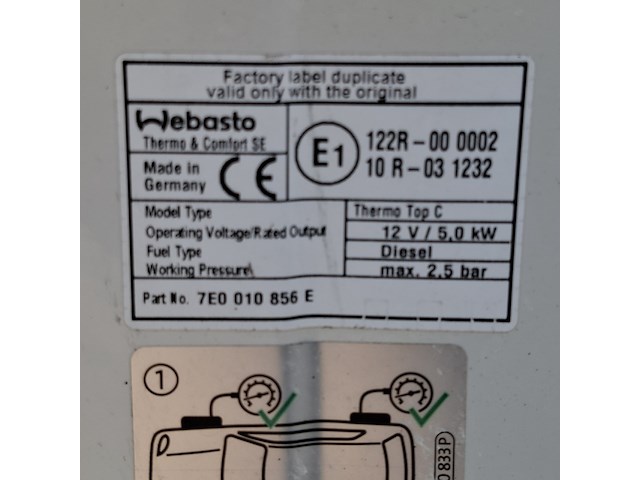 Factory label duplicate
valid only with the original
Webasto
Thermo & Comfort SE
Made in
Germany
CE
E1
122R-00 0002
10 R-03 1232
Model Type
Thermo Top C
Operating Voltage/Rated Output
12 V / 5,0 kW
Fuel Type
Diesel
Working Pressure
max. 2,5 bar
Part No. 7E0 010 856 E
1
0 833P